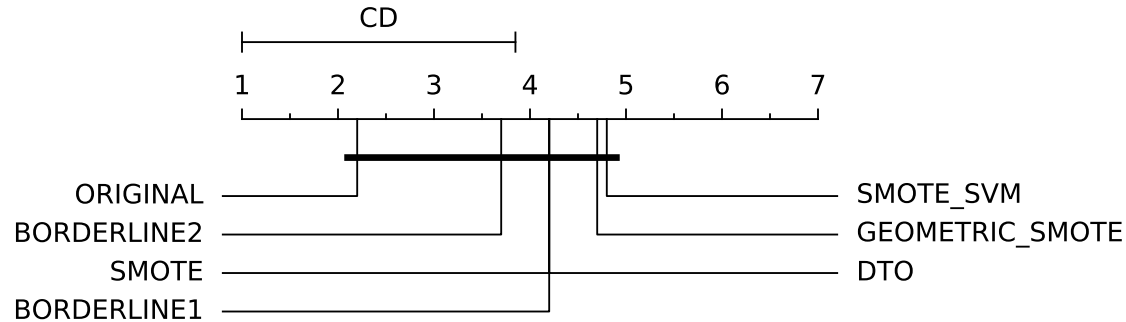 CD
1 2 3 4 5 6 7
ORIGINAL SMOTE_SVM
BORDERLINE2 GEOMETRIC_SMOTE
SMOTE DTO
BORDERLINE1